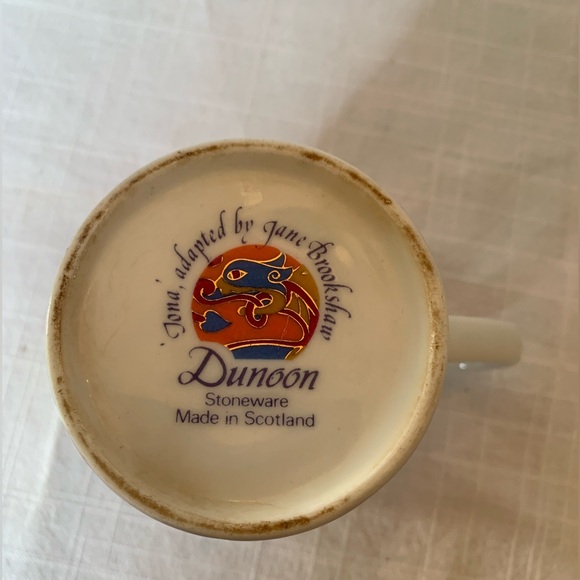 'Iona', adapted by Jane Brookshaw
Dunoon
Stoneware
Made in Scotland